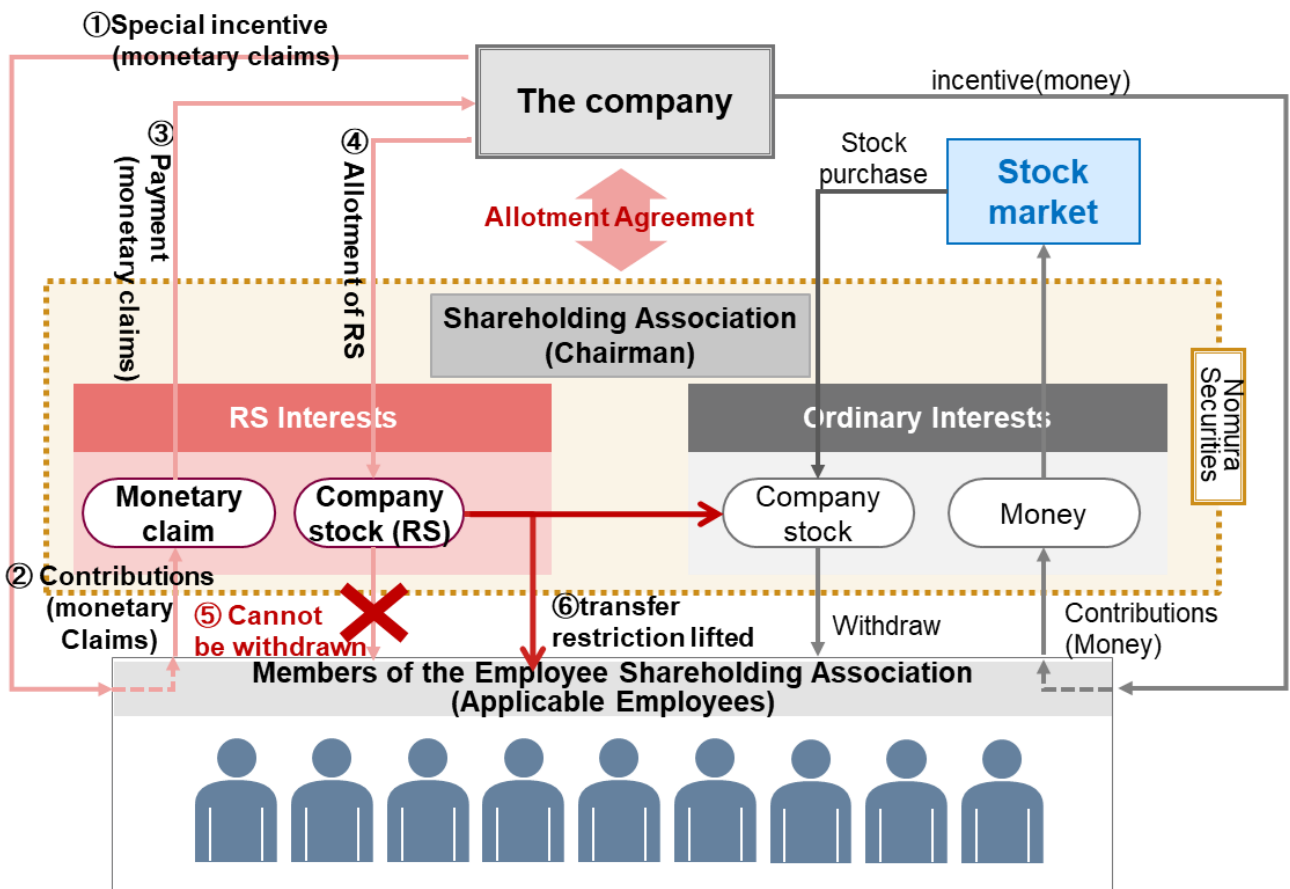 ①Special incentive
(monetary claims)
The company
incentive(money)
③ Payment
(monetary claims)
④ Allotment of RS
Stock
purchase
Stock
market
Allotment Agreement
Shareholding Association
(Chairman)
Nomura
Securities
RS Interests
Ordinary Interests
Monetary
claim
Company
stock (RS)
Company
stock
Money
② Contributions
(monetary
Claims)
⑤ Cannot
be withdrawn
⑥transfer
restriction lifted
Withdraw
Contributions
(Money)
Members of the Employee Shareholding Association
(Applicable Employees)